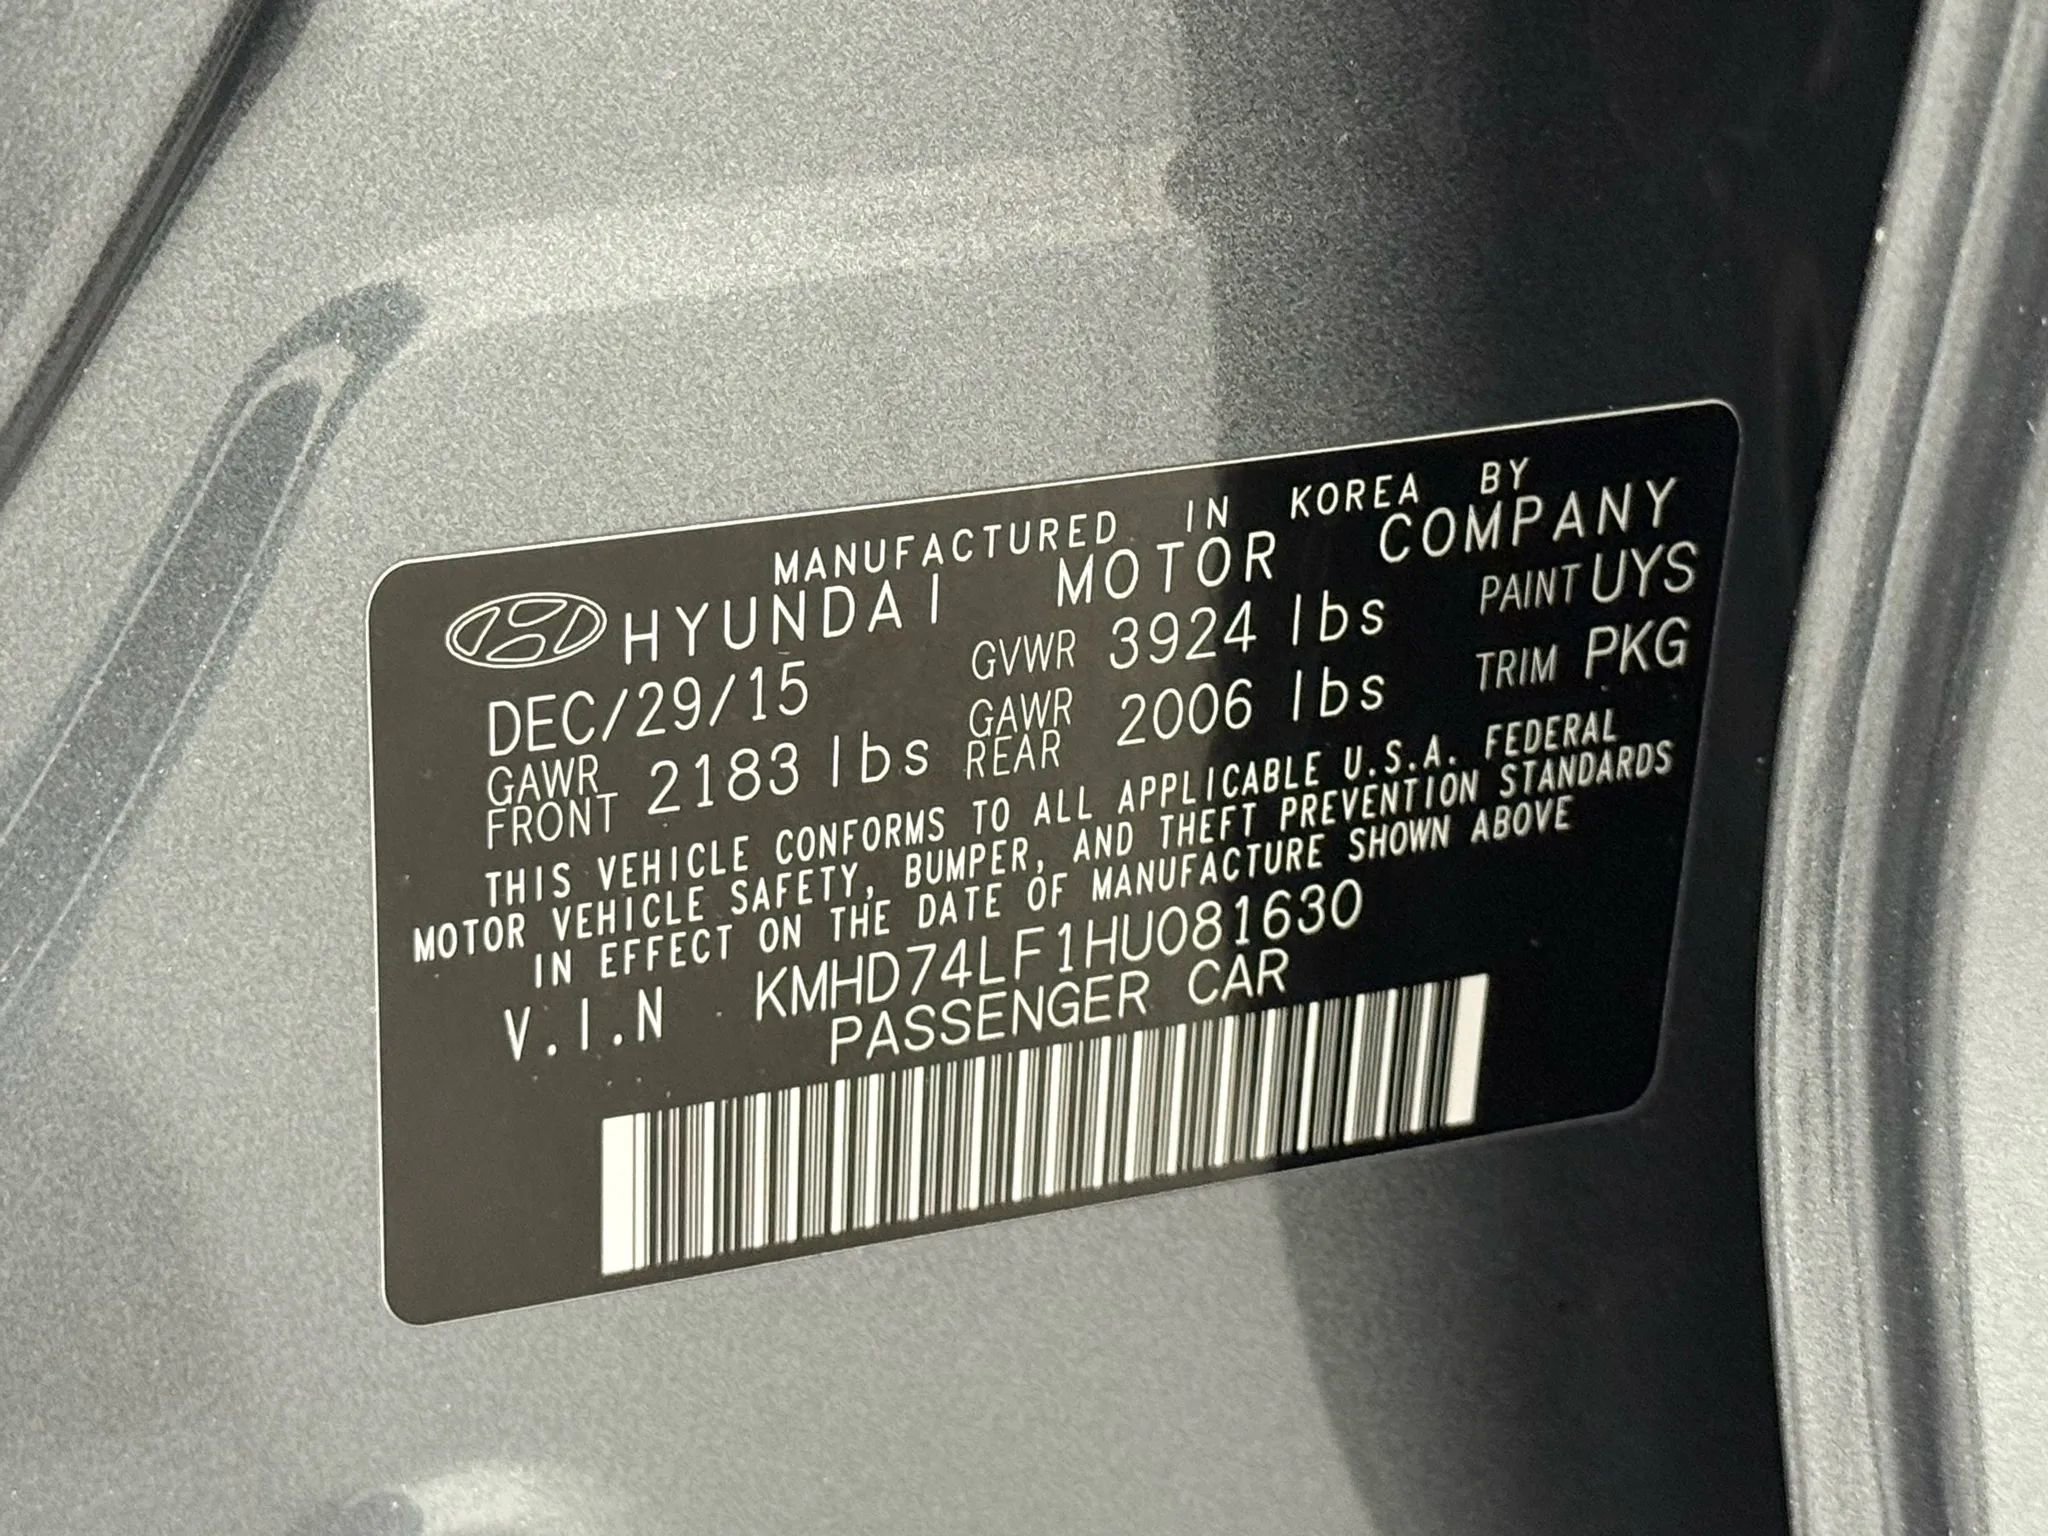 MANUFACTURED IN KOREA BY
HYUNDAI MOTOR COMPANY
DEC/29/15 GVWR 3924 lbs PAINT UYS
GAWR FRONT 2183 lbs GAWR REAR 2006 lbs TRIM PKG
THIS VEHICLE CONFORMS TO ALL APPLICABLE U.S.A. FEDERAL
MOTOR VEHICLE SAFETY, BUMPER, AND THEFT PREVENTION STANDARDS
IN EFFECT ON THE DATE OF MANUFACTURE SHOWN ABOVE
V.I.N KMHD74LF1HU081630
PASSENGER CAR